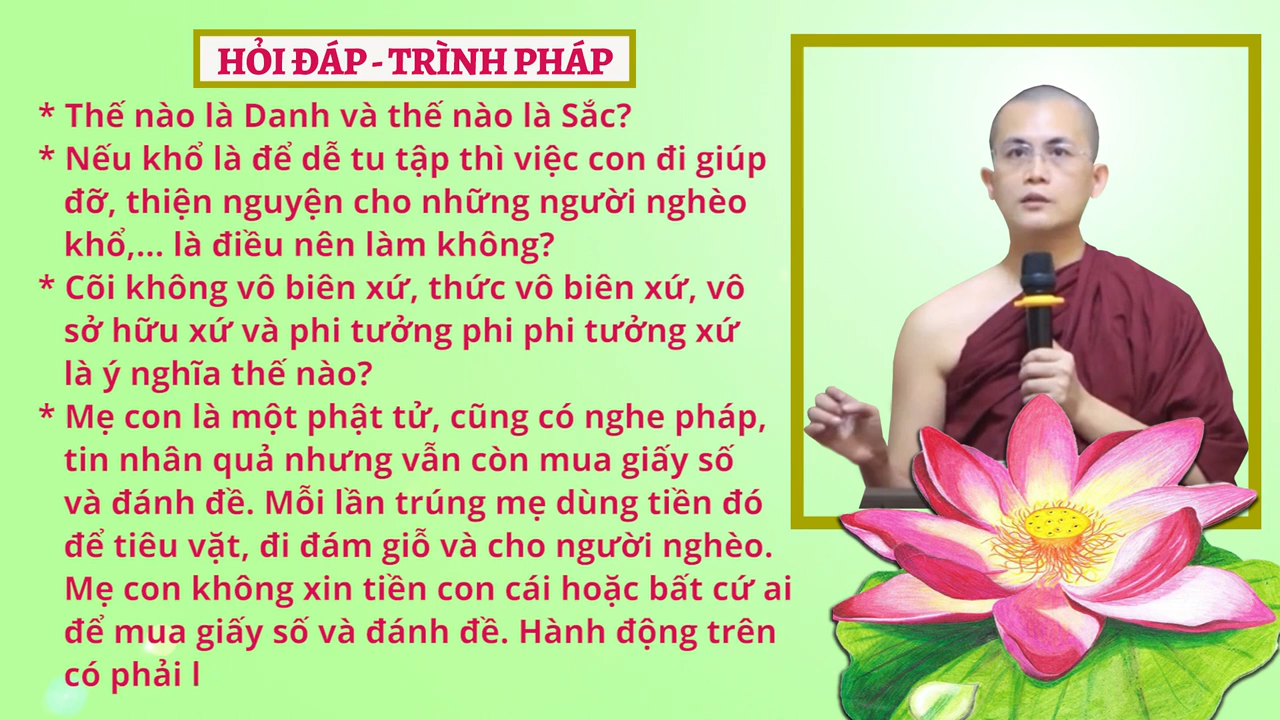 HỎI ĐÁP - TRÌNH PHÁP
* Thế nào là Danh và thế nào là Sắc?
* Nếu khổ là để dễ tu tập thì việc con đi giúp
đỡ, thiện nguyện cho những người nghèo
khổ,... là điều nên làm không?
* Cõi không vô biên xứ, thức vô biên xứ, vô
sở hữu xứ và phi tưởng phi phi tưởng xứ
là ý nghĩa thế nào?
* Mẹ con là một phật tử, cũng có nghe pháp,
tin nhân quả nhưng vẫn còn mua giấy số
và đánh đề. Mỗi lần trúng mẹ dùng tiền đó
để tiêu vặt, đi đám giỗ và cho người nghèo.
Mẹ con không xin tiền con cái hoặc bất cứ ai
để mua giấy số và đánh đề. Hành động trên
có phải l